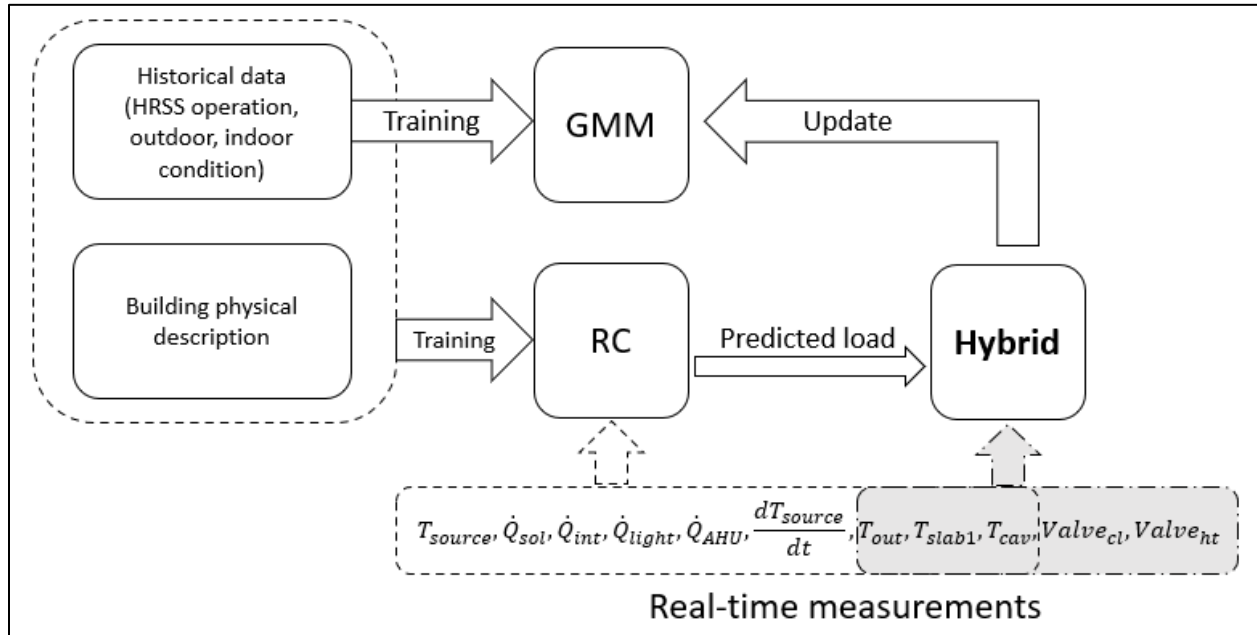 Historical data
(HRSS operation,
outdoor, indoor
condition)
Training
GMM
Update
Building physical
description
Training
RC
Predicted load
Hybrid
T_source, Q̇_sol, Q̇_int, Q̇_light, Q̇_AHU, dT_source/dt, T_out, T_slab1, T_cav, Valve_cl, Valve_ht
Real-time measurements